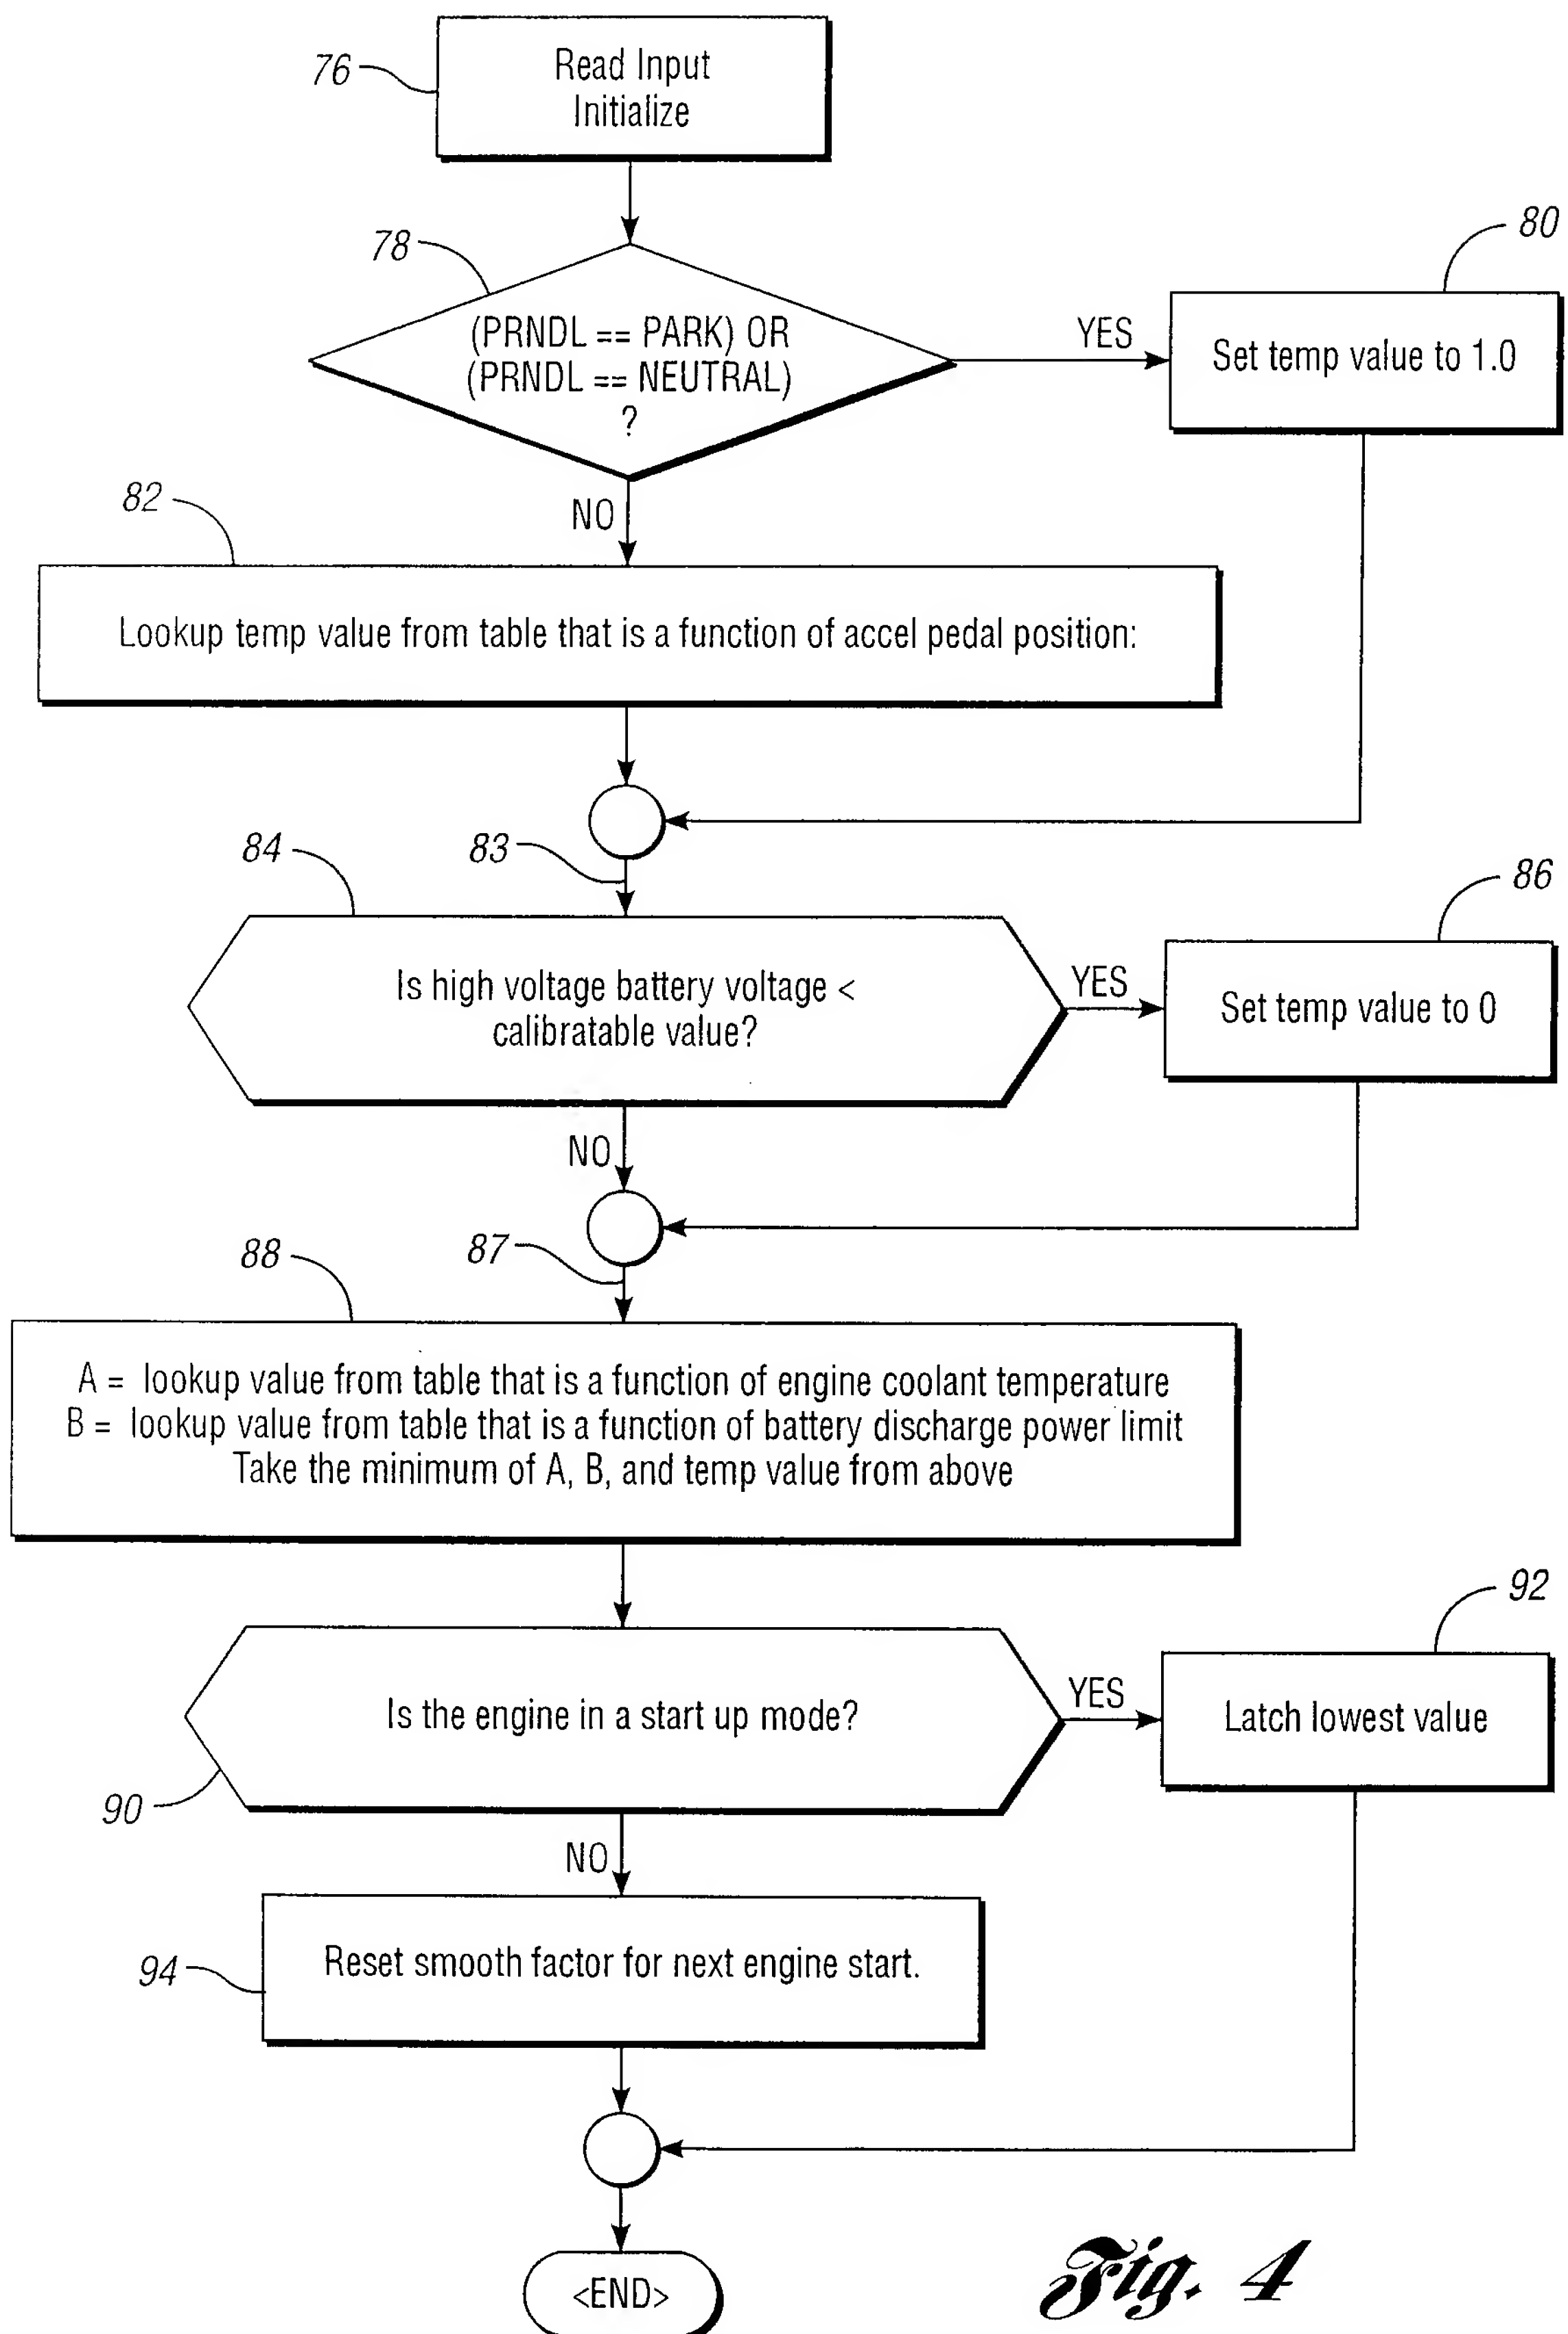 76
Read Input
Initialize
78
(PRNDL == PARK) OR
(PRNDL == NEUTRAL)
?
YES
80
Set temp value to 1.0
NO
82
Lookup temp value from table that is a function of accel pedal position:
83
84
Is high voltage battery voltage <
calibratable value?
YES
86
Set temp value to 0
NO
87
88
A = lookup value from table that is a function of engine coolant temperature
B = lookup value from table that is a function of battery discharge power limit
Take the minimum of A, B, and temp value from above
90
Is the engine in a start up mode?
YES
92
Latch lowest value
NO
94
Reset smooth factor for next engine start.
<END>
Fig. 4